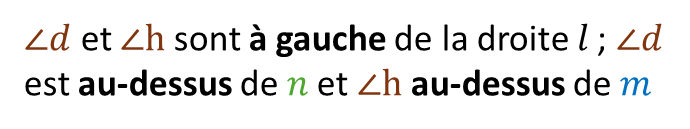 ∠d et ∠h sont à gauche de la droite l ; ∠d
est au-dessus de n et ∠h au-dessus de m